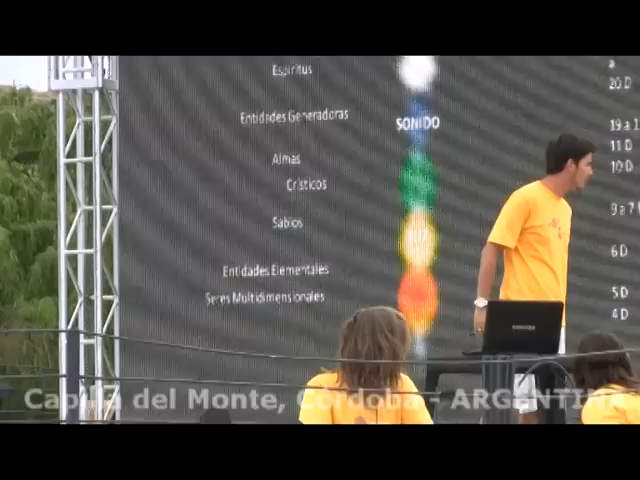 a
Espíritus
20 D
Entidades Generadoras
SONIDO
19 a 1
11 D
Almas
10 D
Crísticos
9 a 7
Sabios
6 D
Entidades Elementales
Seres Multidimensionales
5 D
4 D
Capilla del Monte, Córdoba - ARGENTINA